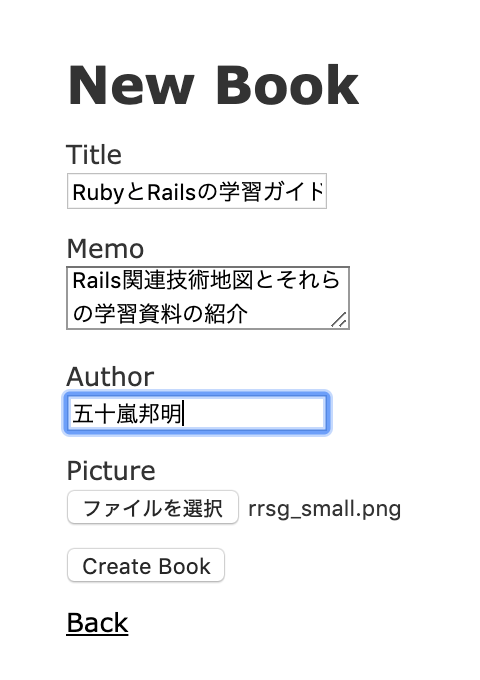 New Book
Title
RubyとRailsの学習ガイド
Memo
Rails関連技術地図とそれら
の学習資料の紹介
Author
五十嵐邦明
Picture
ファイルを選択 rrsg_small.png
Create Book
Back